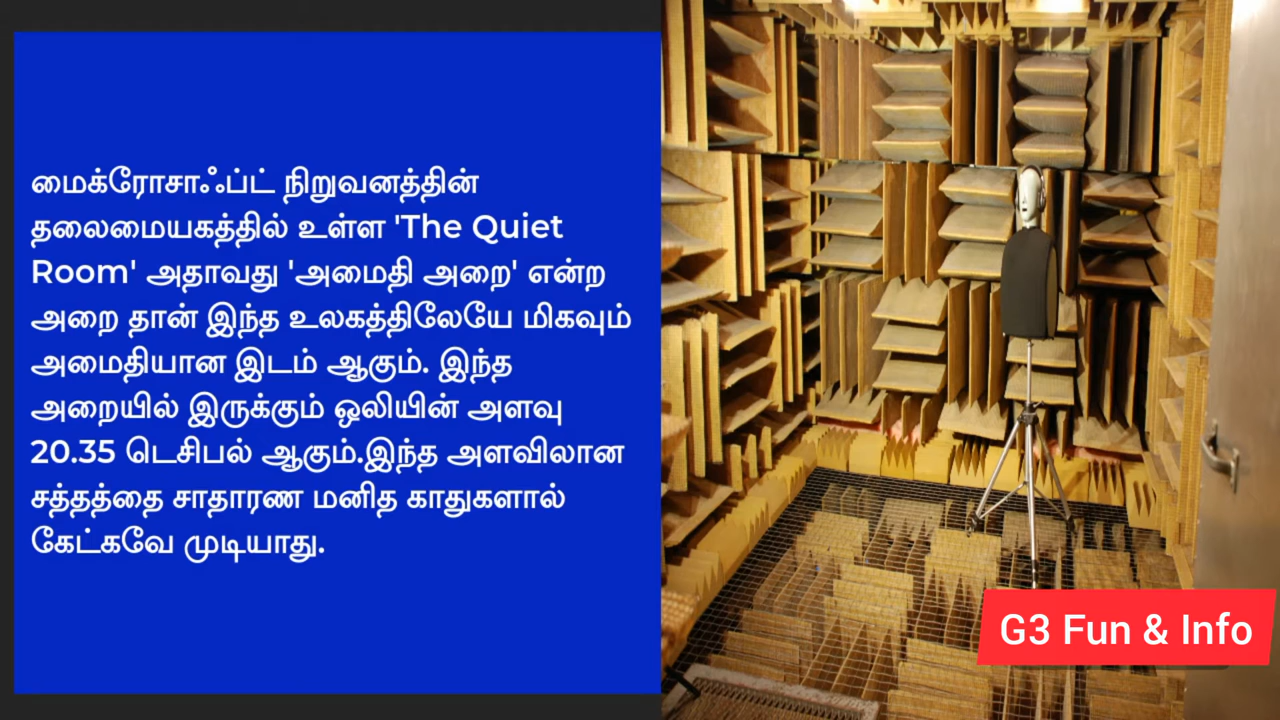 மைக்ரோசாஃப்ட் நிறுவனத்தின்
தலைமையகத்தில் உள்ள 'The Quiet
Room' அதாவது 'அமைதி அறை' என்ற
அறை தான் இந்த உலகத்திலேயே மிகவும்
அமைதியான இடம் ஆகும். இந்த
அறையில் இருக்கும் ஒலியின் அளவு
20.35 டெசிபல் ஆகும்.இந்த அளவிலான
சத்தத்தை சாதாரண மனித காதுகளால்
கேட்கவே முடியாது.
G3 Fun & Info